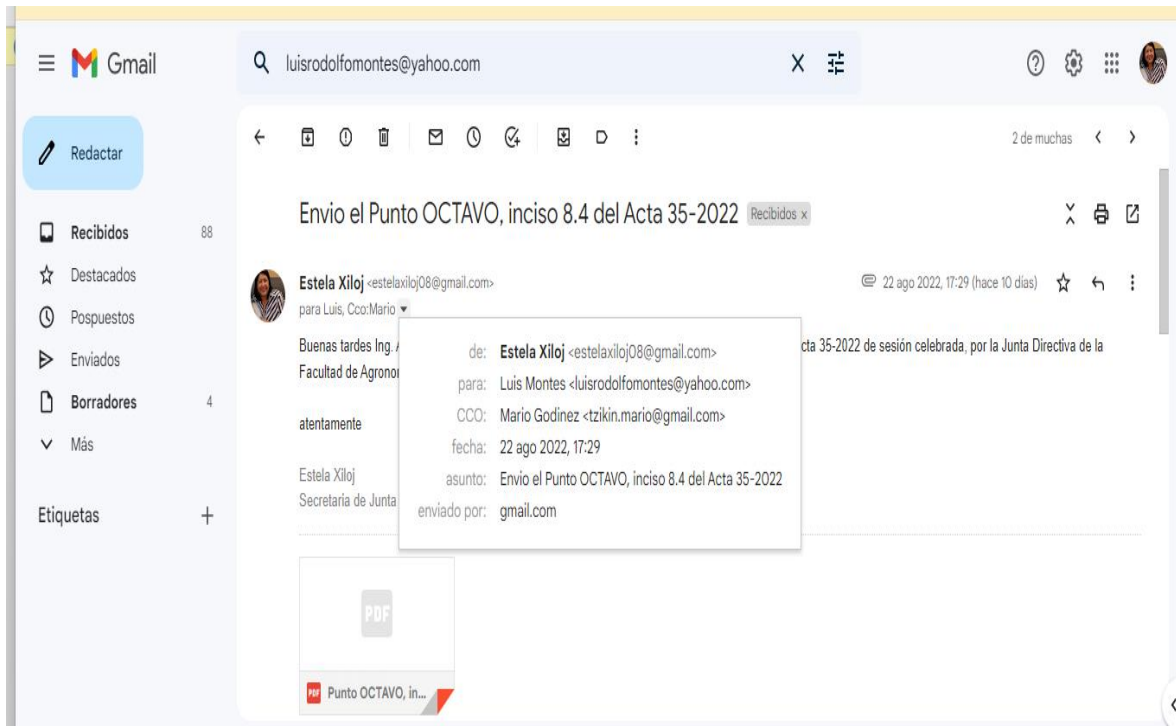 Gmail
luisrodolfomontes@yahoo.com
Redactar
2 de muchas
Recibidos 88
Destacados
Pospuestos
Enviados
Borradores 4
Más
Etiquetas
Envio el Punto OCTAVO, inciso 8.4 del Acta 35-2022 Recibidos x
Estela Xiloj <estelaxiloj08@gmail.com> 22 ago 2022, 17:29 (hace 10 días)
para Luis, Cco:Mario
Buenas tardes Ing. cta 35-2022 de sesión celebrada, por la Junta Directiva de la
Facultad de Agrono
atentamente
Estela Xiloj
Secretaria de Junta
de: Estela Xiloj <estelaxiloj08@gmail.com>
para: Luis Montes <luisrodolfomontes@yahoo.com>
CCO: Mario Godinez <tzikin.mario@gmail.com>
fecha: 22 ago 2022, 17:29
asunto: Envio el Punto OCTAVO, inciso 8.4 del Acta 35-2022
enviado por: gmail.com
PDF
PDF Punto OCTAVO, in...